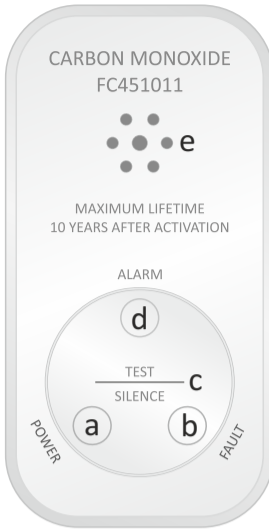 CARBON MONOXIDE
FC451011
e
MAXIMUM LIFETIME
10 YEARS AFTER ACTIVATION
ALARM
d
TEST
c
SILENCE
a
b
POWER
FAULT